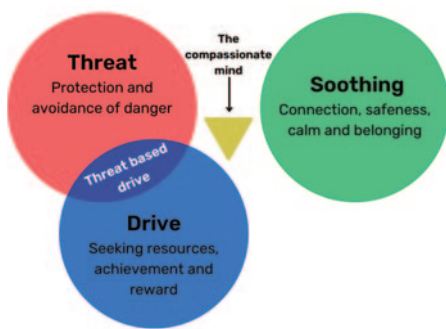 Threat
Protection and
avoidance of danger
The
compassionate
mind
Soothing
Connection, safeness,
calm and belonging
Threat based
drive
Drive
Seeking resources,
achievement and
reward